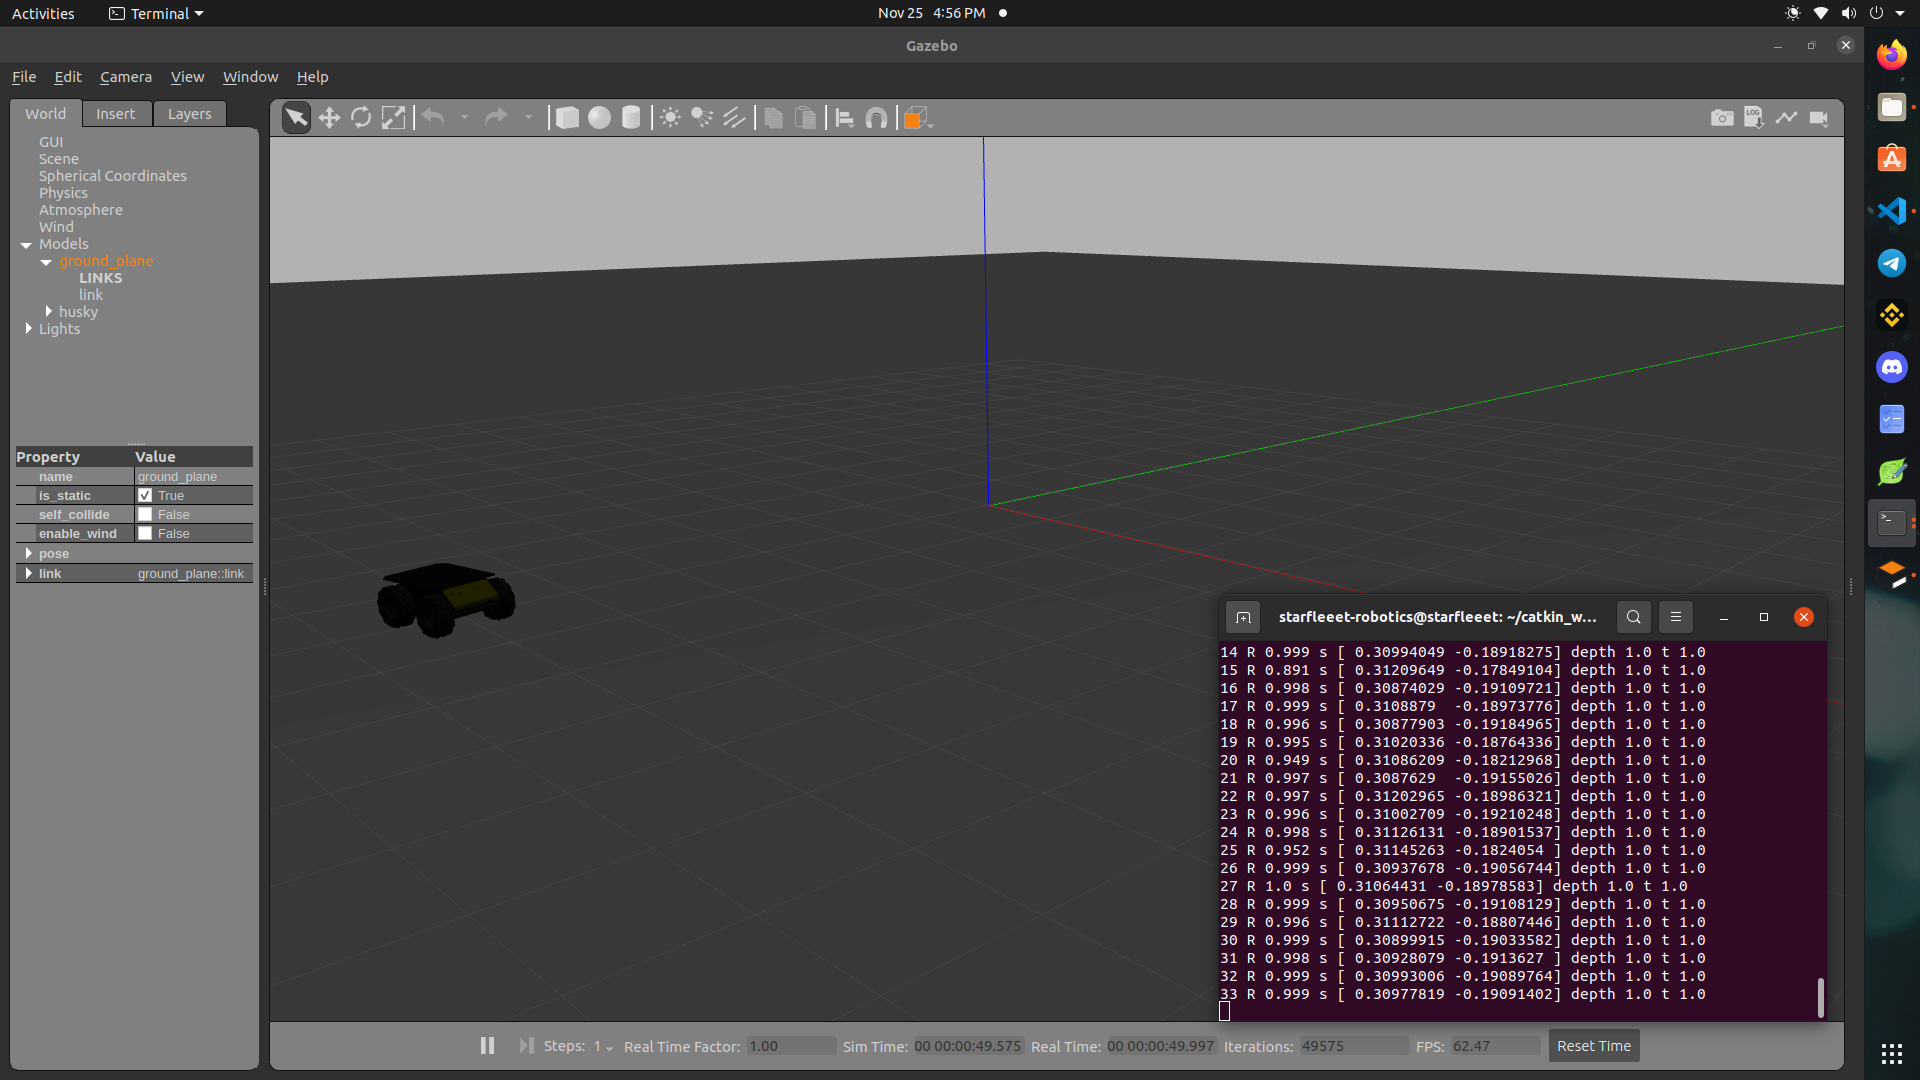 Activities Terminal Nov 25 4:56 PM
Gazebo
File Edit Camera View Window Help
World Insert Layers
GUI
Scene
Spherical Coordinates
Physics
Atmosphere
Wind
Models
ground_plane
LINKS
link
husky
Lights
LOG
Property Value
name ground_plane
is_static True
self_collide False
enable_wind False
pose
link ground_plane::link
starfleeet-robotics@starfleeet: ~/catkin_w...
14 R 0.999 s [ 0.30994049 -0.18918275] depth 1.0 t 1.0
15 R 0.891 s [ 0.31209649 -0.17849104] depth 1.0 t 1.0
16 R 0.998 s [ 0.30874029 -0.19109721] depth 1.0 t 1.0
17 R 0.999 s [ 0.3108879  -0.18973776] depth 1.0 t 1.0
18 R 0.996 s [ 0.30877903 -0.19184965] depth 1.0 t 1.0
19 R 0.995 s [ 0.31020336 -0.18764336] depth 1.0 t 1.0
20 R 0.949 s [ 0.31086209 -0.18212968] depth 1.0 t 1.0
21 R 0.997 s [ 0.3087629  -0.19155026] depth 1.0 t 1.0
22 R 0.997 s [ 0.31202965 -0.18986321] depth 1.0 t 1.0
23 R 0.996 s [ 0.31002709 -0.19210248] depth 1.0 t 1.0
24 R 0.998 s [ 0.31126131 -0.18901537] depth 1.0 t 1.0
25 R 0.952 s [ 0.31145263 -0.1824054 ] depth 1.0 t 1.0
26 R 0.999 s [ 0.30937678 -0.19056744] depth 1.0 t 1.0
27 R 1.0 s [ 0.31064431 -0.18978583] depth 1.0 t 1.0
28 R 0.999 s [ 0.30950675 -0.19108129] depth 1.0 t 1.0
29 R 0.996 s [ 0.31112722 -0.18807446] depth 1.0 t 1.0
30 R 0.999 s [ 0.30899915 -0.19033582] depth 1.0 t 1.0
31 R 0.998 s [ 0.30928079 -0.1913627 ] depth 1.0 t 1.0
32 R 0.999 s [ 0.30993006 -0.19089764] depth 1.0 t 1.0
33 R 0.999 s [ 0.30977819 -0.19091402] depth 1.0 t 1.0
Steps: 1 Real Time Factor: 1.00 Sim Time: 00 00:00:49.575 Real Time: 00 00:00:49.997 Iterations: 49575 FPS: 62.47 Reset Time